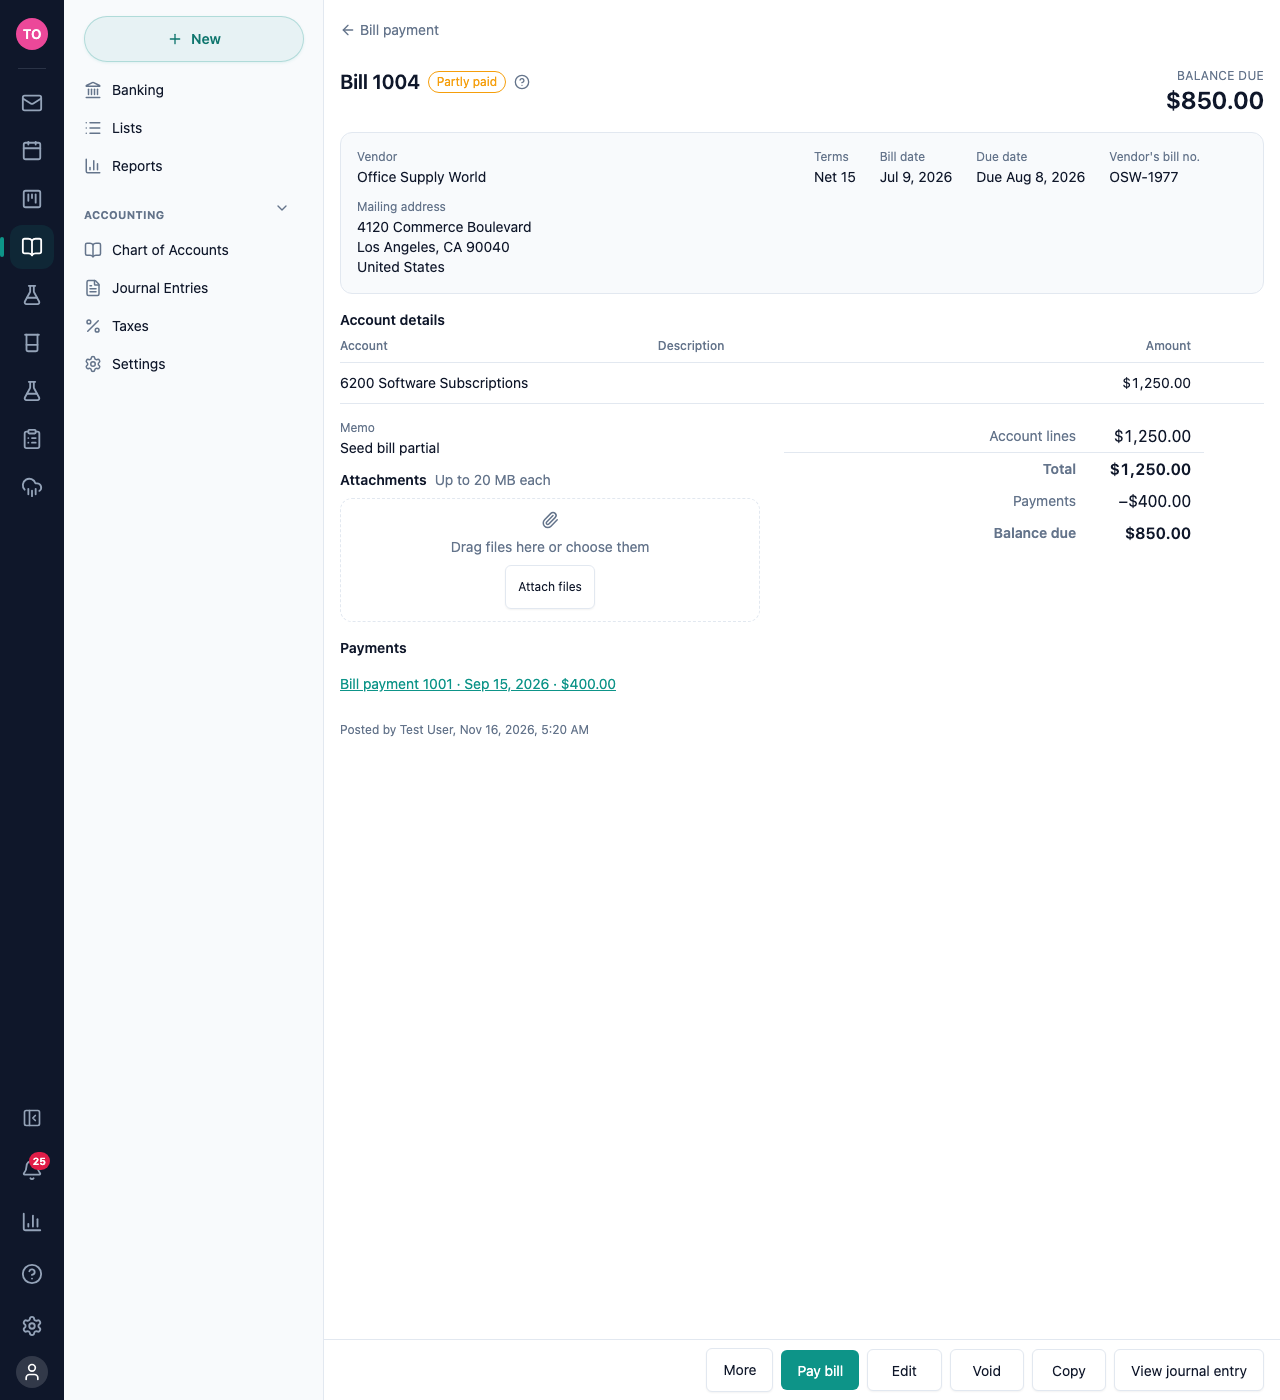 TO
New
Banking
Lists
Reports
ACCOUNTING
Chart of Accounts
Journal Entries
Taxes
Settings
25
Bill payment
Bill 1004
Partly paid
BALANCE DUE
$850.00
Vendor
Office Supply World
Terms
Net 15
Bill date
Jul 9, 2026
Due date
Due Aug 8, 2026
Vendor's bill no.
OSW-1977
Mailing address
4120 Commerce Boulevard
Los Angeles, CA 90040
United States
Account details
Account Description Amount
6200 Software Subscriptions $1,250.00
Memo
Seed bill partial
Attachments Up to 20 MB each
Drag files here or choose them
Attach files
Account lines $1,250.00
Total $1,250.00
Payments –$400.00
Balance due $850.00
Payments
Bill payment 1001 · Sep 15, 2026 · $400.00
Posted by Test User, Nov 16, 2026, 5:20 AM
More
Pay bill
Edit
Void
Copy
View journal entry